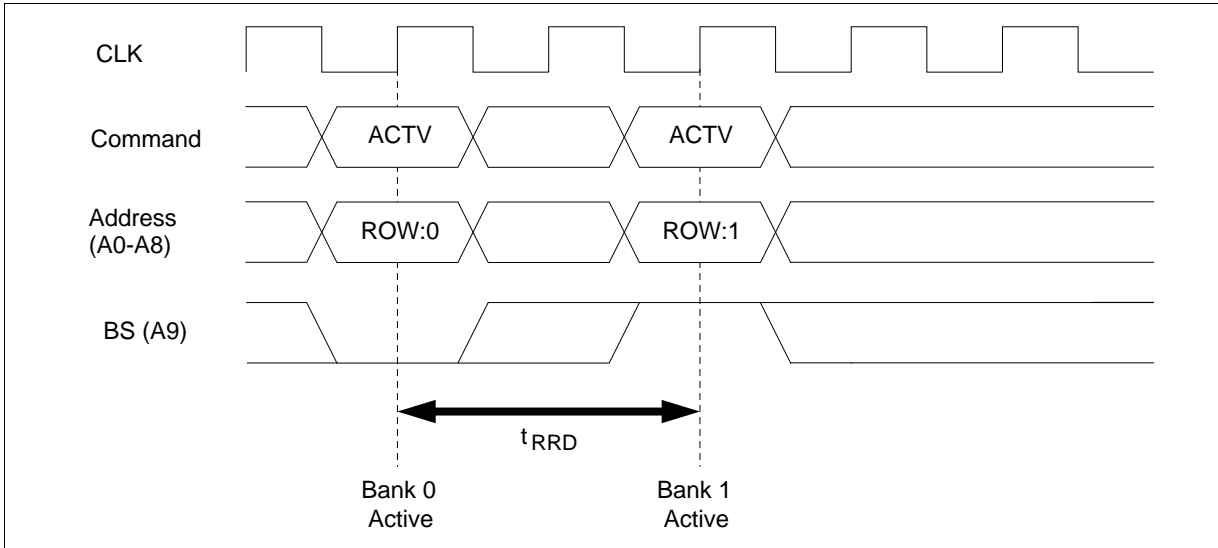 CLK
Command
ACTV
ACTV
Address
(A0-A8)
ROW:0
ROW:1
BS (A9)
tRRD
Bank 0
Active
Bank 1
Active